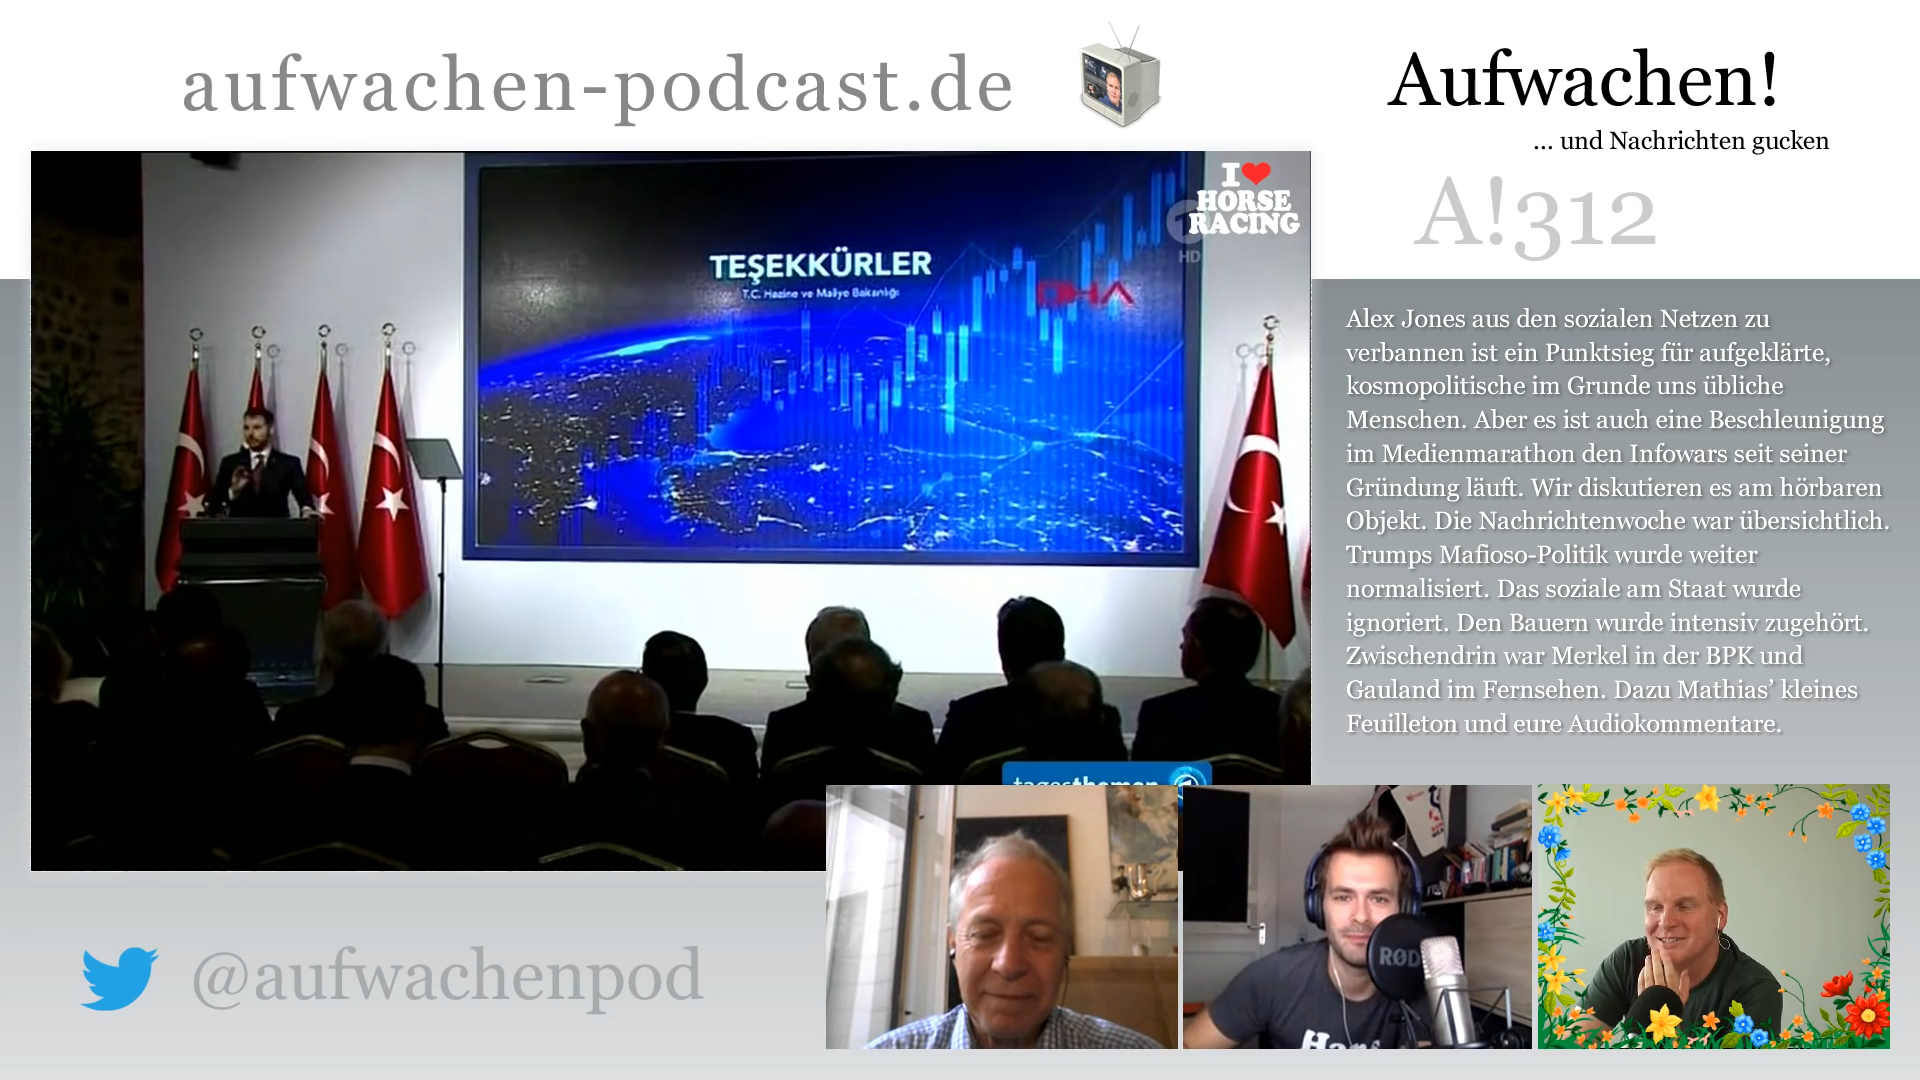 aufwachen-podcast.de
Aufwachen!
... und Nachrichten gucken
A!312
I
HORSE
RACING
HD
TEŞEKKÜRLER
T.C. Hazine ve Maliye Bakanlığı
DHA
Alex Jones aus den sozialen Netzen zu
verbannen ist ein Punktsieg für aufgeklärte,
kosmopolitische im Grunde uns übliche
Menschen. Aber es ist auch eine Beschleunigung
im Medienmarathon den Infowars seit seiner
Gründung läuft. Wir diskutieren es am hörbaren
Objekt. Die Nachrichtenwoche war übersichtlich.
Trumps Mafioso-Politik wurde weiter
normalisiert. Das soziale am Staat wurde
ignoriert. Den Bauern wurde intensiv zugehört.
Zwischendrin war Merkel in der BPK und
Gauland im Fernsehen. Dazu Mathias’ kleines
Feuilleton und eure Audiokommentare.
tagesthemen
RØD
@aufwachenpod